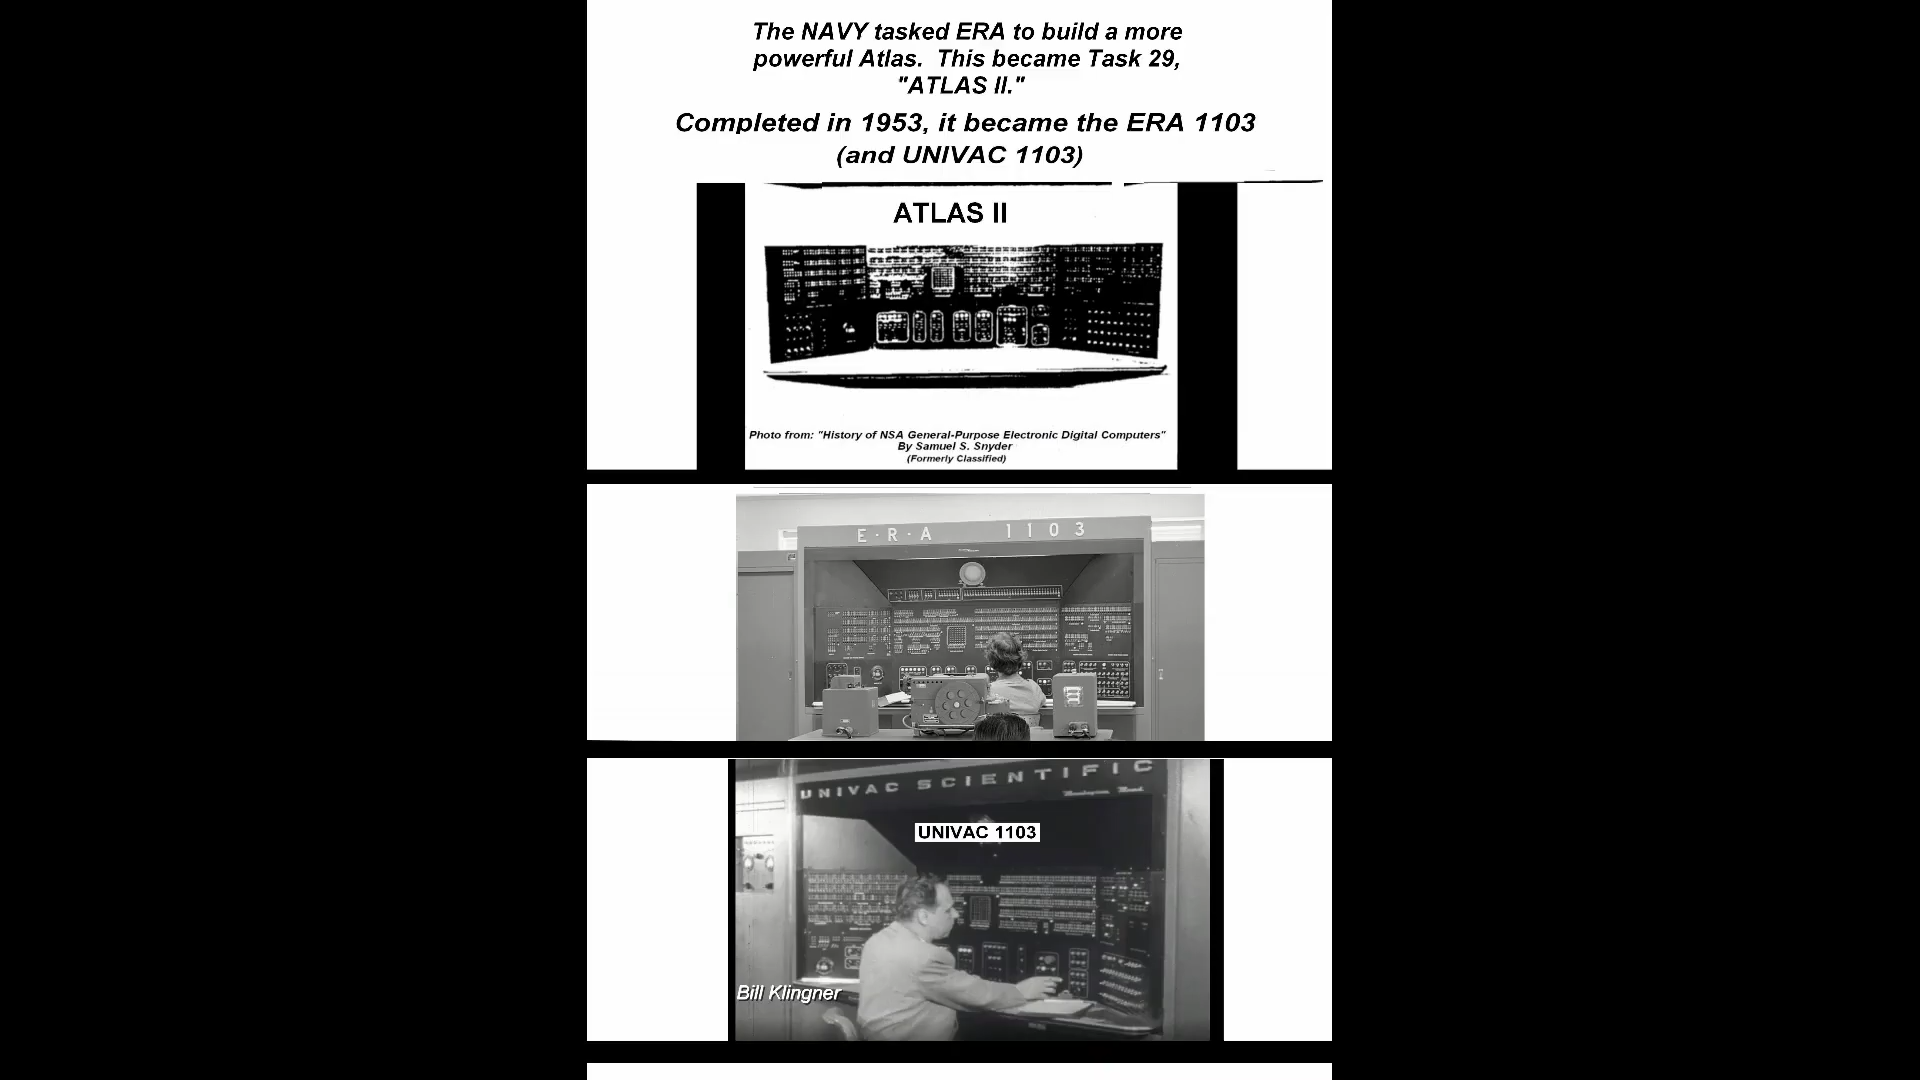 The NAVY tasked ERA to build a more
powerful Atlas. This became Task 29,
"ATLAS II."
Completed in 1953, it became the ERA 1103
(and UNIVAC 1103)
ATLAS II
Photo from: "History of NSA General-Purpose Electronic Digital Computers"
By Samuel S. Snyder
(Formerly Classified)
E·R·A 1103
UNIVAC SCIENTIFIC
UNIVAC 1103
Bill Klingner